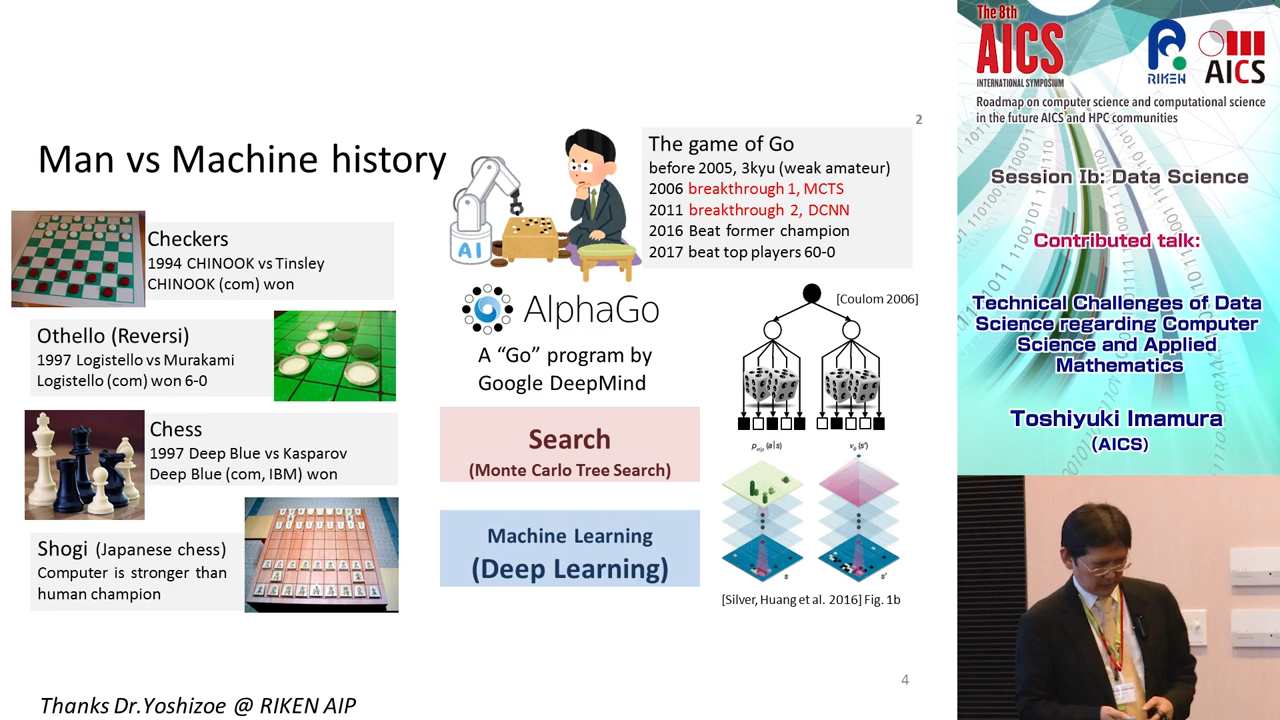 2
Man vs Machine history
Checkers
1994 CHINOOK vs Tinsley
CHINOOK (com) won
Othello (Reversi)
1997 Logistello vs Murakami
Logistello (com) won 6-0
Chess
1997 Deep Blue vs Kasparov
Deep Blue (com, IBM) won
Shogi (Japanese chess)
Computer is stronger than
human champion
AI
The game of Go
before 2005, 3kyu (weak amateur)
2006 breakthrough 1, MCTS
2011 breakthrough 2, DCNN
2016 Beat former champion
2017 beat top players 60-0
AlphaGo
A “Go” program by
Google DeepMind
Search
(Monte Carlo Tree Search)
Machine Learning
(Deep Learning)
[Coulom 2006]
s
s'
[Silver, Huang et al. 2016] Fig. 1b
4
Thanks Dr.Yoshizoe @ RIKEN AIP
The 8th
AICS
INTERNATIONAL SYMPOSIUM
RIKEN
AICS
Roadmap on computer science and computational science
in the future AICS and HPC communities
Session Ib: Data Science
Contributed talk:
Technical Challenges of Data
Science regarding Computer
Science and Applied
Mathematics
Toshiyuki Imamura
(AICS)